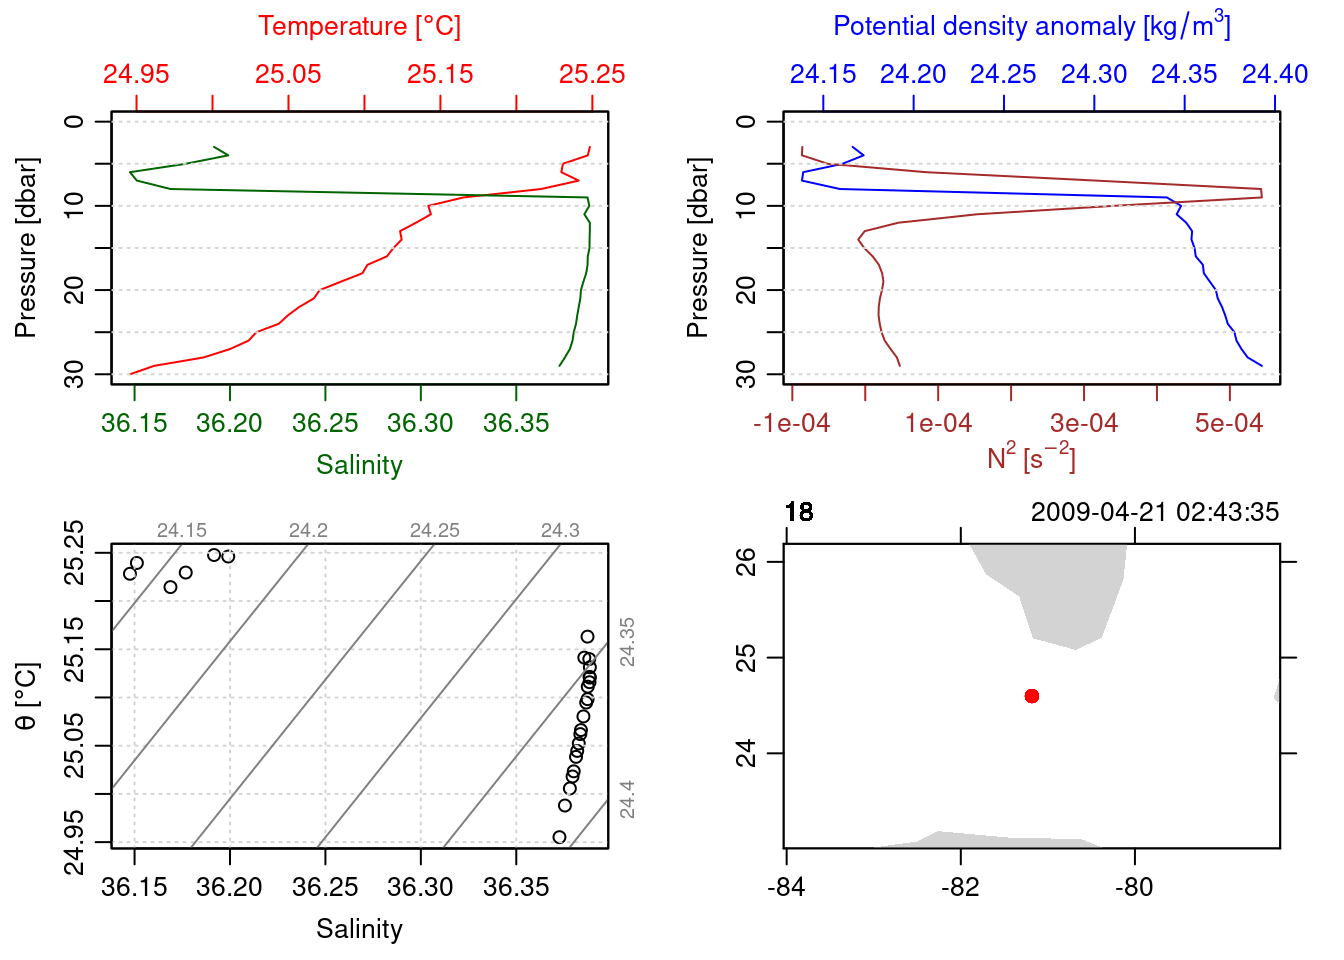 Temperature [°C]
24.95 25.05 25.15 25.25
Pressure [dbar]
0
10
20
30
36.15 36.20 36.25 36.30 36.35
Salinity
Potential density anomaly [kg/m³]
24.15 24.20 24.25 24.30 24.35 24.40
Pressure [dbar]
0
10
20
30
-1e-04 1e-04 3e-04 5e-04
N² [s⁻²]
24.15 24.2 24.25 24.3
24.35
24.4
θ [°C]
25.25
25.15
25.05
24.95
36.15 36.20 36.25 36.30 36.35
Salinity
18 2009-04-21 02:43:35
26
25
24
-84 -82 -80